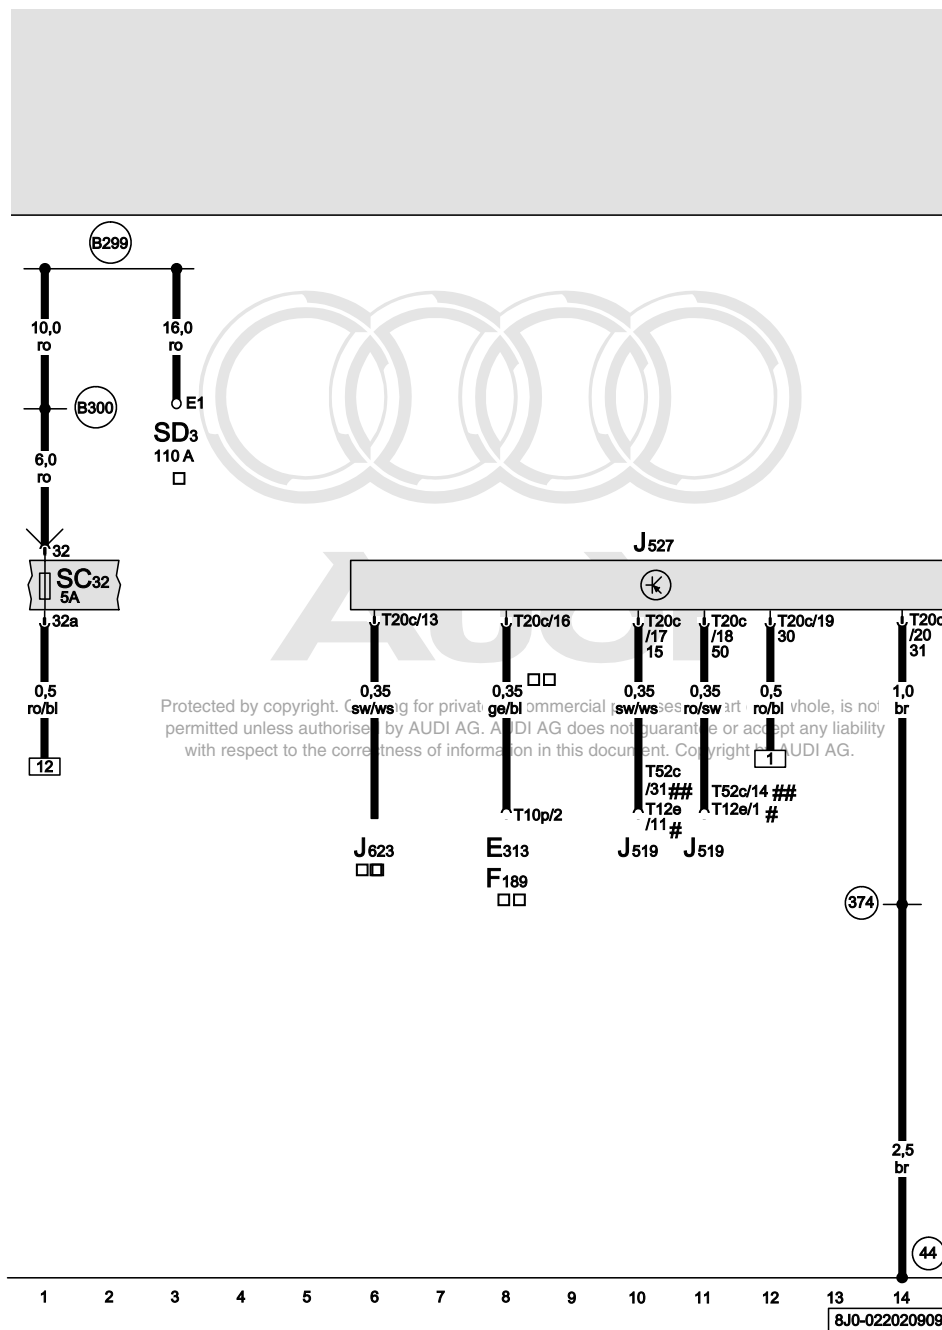 B299
10,0
ro
16,0
ro
B300
E1
SD3
110 A
6,0
ro
32
J527
SC32
5A
32a
T20c/13
T20c/16
T20c
/17
15
T20c
/18
50
T20c/19
30
T20c
/20
31
0,5
ro/bl
0,35
sw/ws
0,35
ge/bl
0,35
sw/ws
0,35
ro/sw
0,5
ro/bl
1,0
br
Audi
Protected by copyright. for private commercial whole, is not
permitted unless authorised by AUDI AG. AUDI AG does not guarantee or accept any liability
with respect to the correctness of information in this document. Copyright by AUDI AG.
12
1
T52c
/31 ##
T12e
/11 #
T52c/14 ##
T12e/1 #
T10p/2
J623
E313
F189
J519
J519
374
2,5
br
44
1 2 3 4 5 6 7 8 9 10 11 12 13 14
8J0-022020909